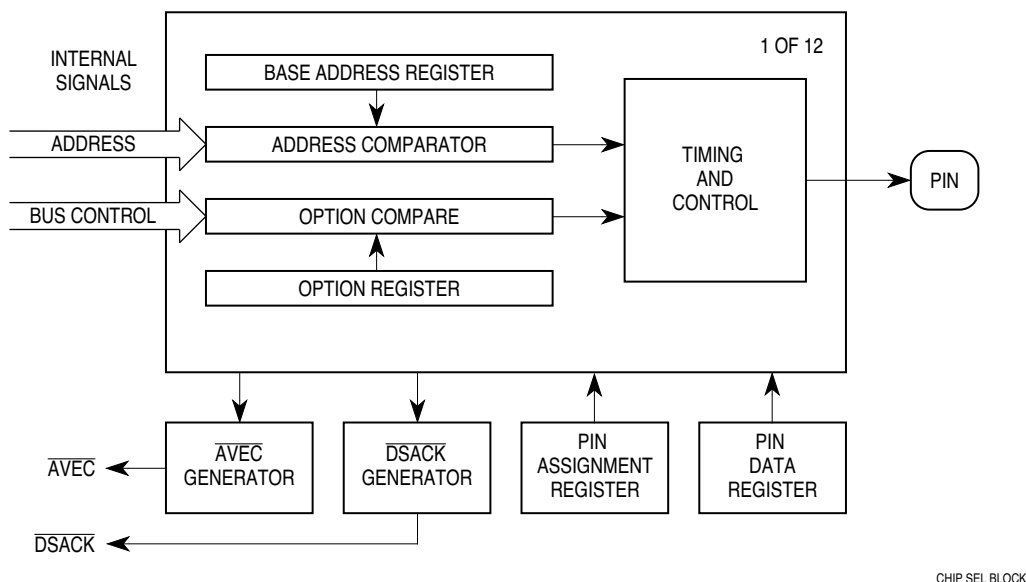 1 OF 12
INTERNAL
SIGNALS
BASE ADDRESS REGISTER
ADDRESS
ADDRESS COMPARATOR
TIMING
AND
CONTROL
PIN
BUS CONTROL
OPTION COMPARE
OPTION REGISTER
AVEC
GENERATOR
DSACK
GENERATOR
PIN
ASSIGNMENT
REGISTER
PIN
DATA
REGISTER
AVEC
DSACK
CHIP SEL BLOCK